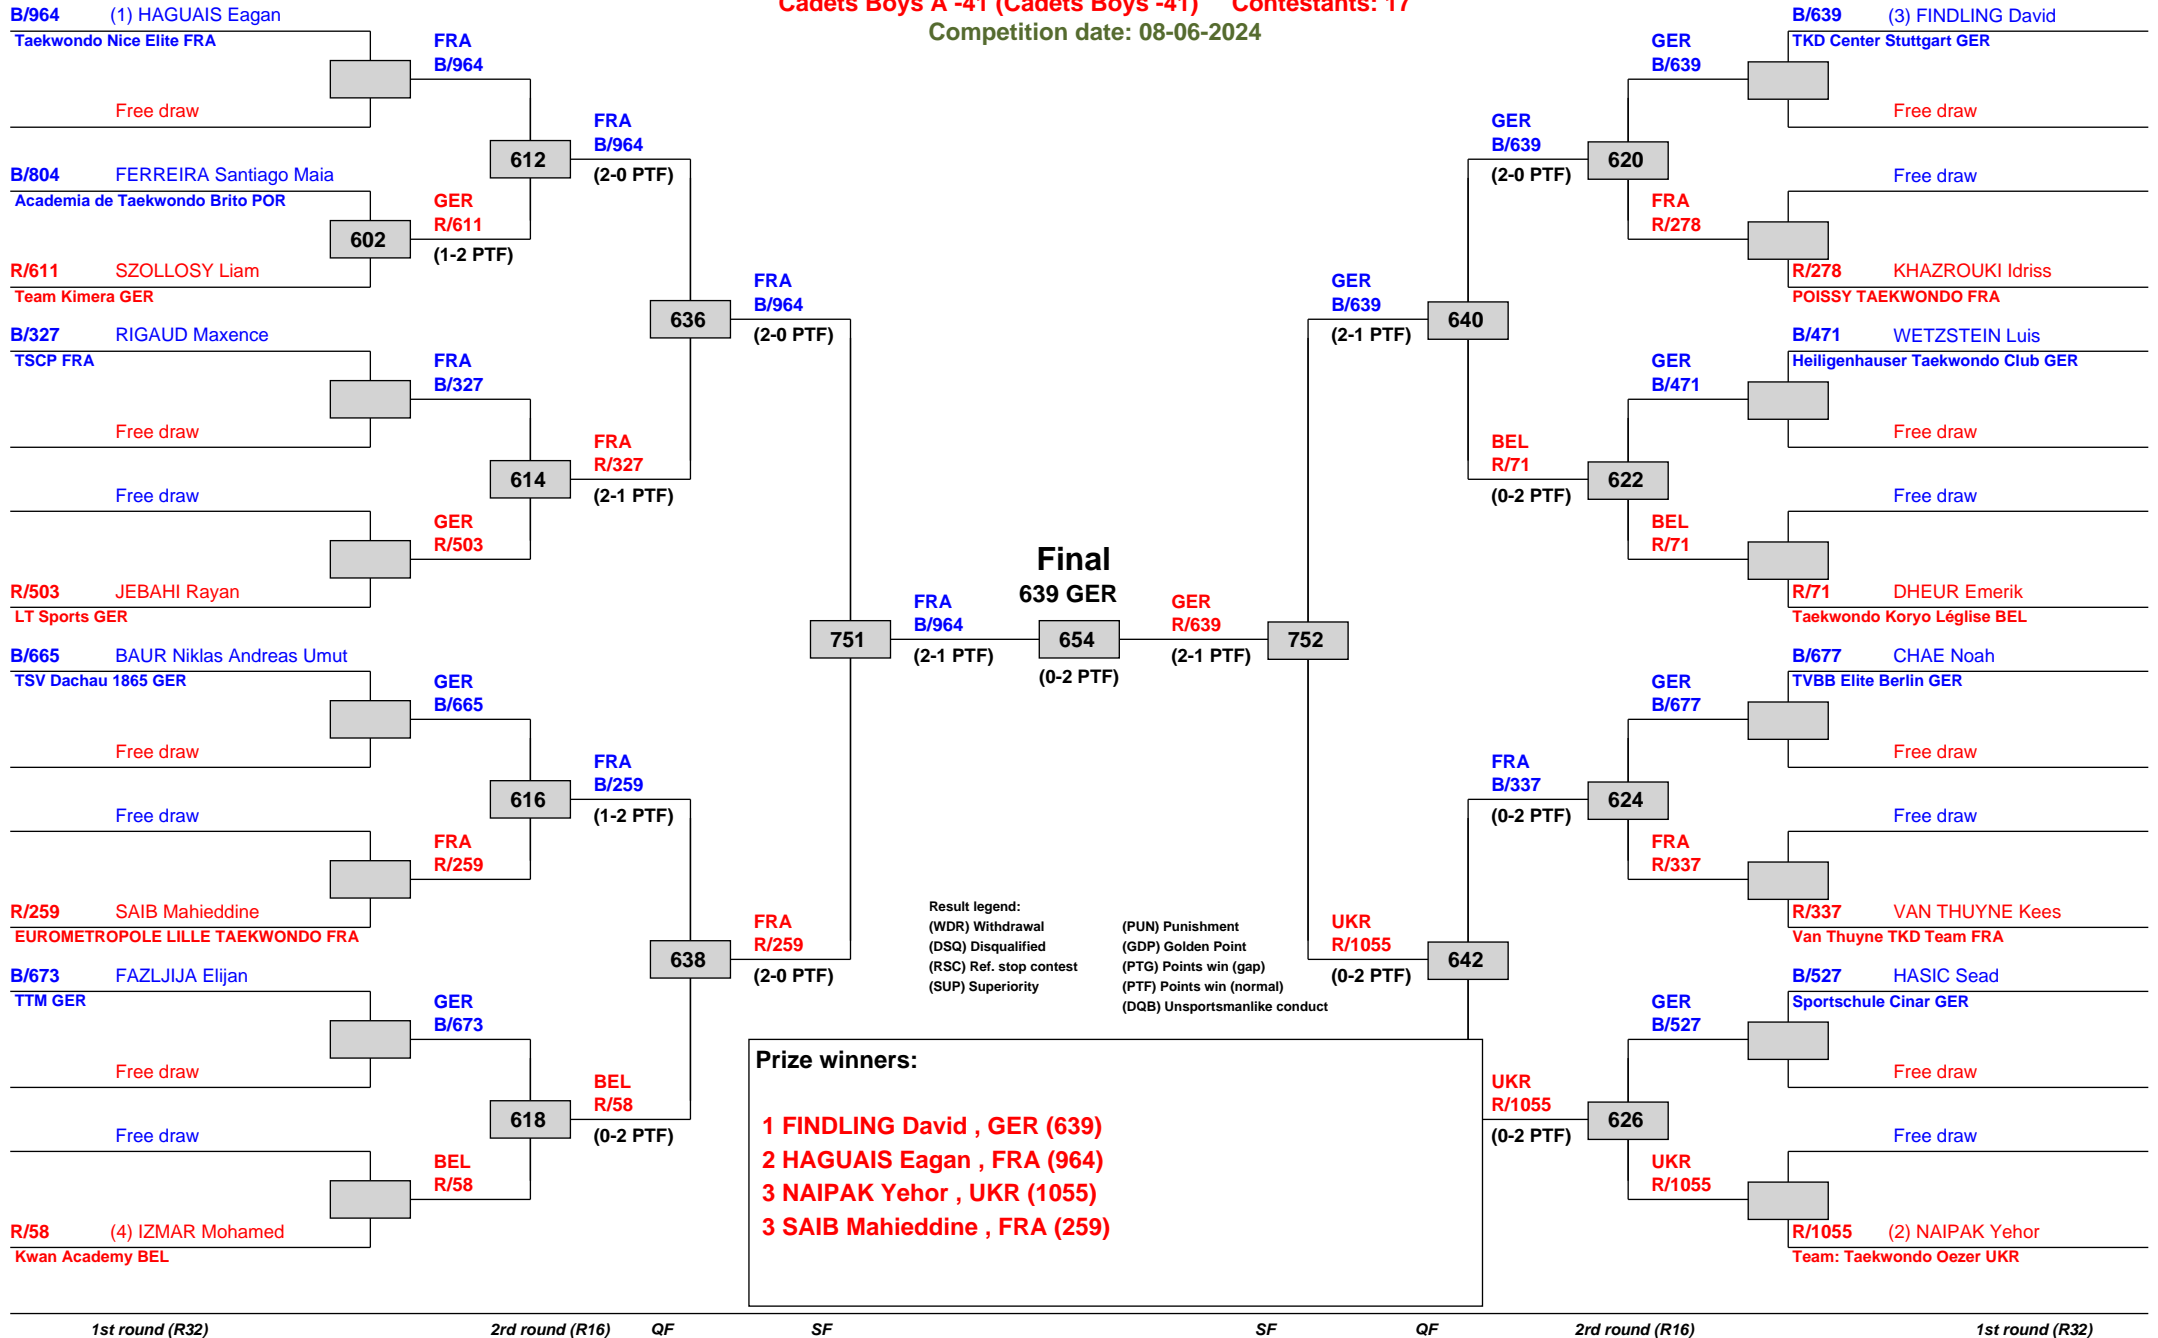 Cadets Boys A -41 (Cadets Boys -41) Contestants: 17
Competition date: 08-06-2024
B/964 (1) HAGUAIS Eagan
Taekwondo Nice Elite FRA
Free draw
B/804 FERREIRA Santiago Maia
Academia de Taekwondo Brito POR
R/611 SZOLLOSY Liam
Team Kimera GER
B/327 RIGAUD Maxence
TSCP FRA
Free draw
Free draw
R/503 JEBAHI Rayan
LT Sports GER
B/665 BAUR Niklas Andreas Umut
TSV Dachau 1865 GER
Free draw
Free draw
R/259 SAIB Mahieddine
EUROMETROPOLE LILLE TAEKWONDO FRA
B/673 FAZLJIJA Elijan
TTM GER
Free draw
Free draw
R/58 (4) IZMAR Mohamed
Kwan Academy BEL
602
FRA
B/964
GER
R/611
(1-2 PTF)
FRA
B/327
GER
R/503
GER
B/665
FRA
R/259
GER
B/673
BEL
R/58
612
614
616
618
FRA
B/964
(2-0 PTF)
FRA
R/327
(2-1 PTF)
FRA
B/259
(1-2 PTF)
BEL
R/58
(0-2 PTF)
636
638
FRA
B/964
(2-0 PTF)
FRA
R/259
(2-0 PTF)
751
FRA
B/964
(2-1 PTF)
Final
639 GER
654
(0-2 PTF)
GER
R/639
(2-1 PTF)
752
GER
B/639
(2-1 PTF)
UKR
R/1055
(0-2 PTF)
640
642
GER
B/639
(2-0 PTF)
BEL
R/71
(0-2 PTF)
FRA
B/337
(0-2 PTF)
UKR
R/1055
(0-2 PTF)
620
622
624
626
GER
B/639
FRA
R/278
GER
B/471
BEL
R/71
GER
B/677
FRA
R/337
GER
B/527
UKR
R/1055
B/639 (3) FINDLING David
TKD Center Stuttgart GER
Free draw
Free draw
R/278 KHAZROUKI Idriss
POISSY TAEKWONDO FRA
B/471 WETZSTEIN Luis
Heiligenhauser Taekwondo Club GER
Free draw
Free draw
R/71 DHEUR Emerik
Taekwondo Koryo Léglise BEL
B/677 CHAE Noah
TVBB Elite Berlin GER
Free draw
Free draw
R/337 VAN THUYNE Kees
Van Thuyne TKD Team FRA
B/527 HASIC Sead
Sportschule Cinar GER
Free draw
Free draw
R/1055 (2) NAIPAK Yehor
Team: Taekwondo Oezer UKR
Result legend:
(WDR) Withdrawal (PUN) Punishment
(DSQ) Disqualified (GDP) Golden Point
(RSC) Ref. stop contest (PTG) Points win (gap)
(SUP) Superiority (PTF) Points win (normal)
(DQB) Unsportsmanlike conduct
Prize winners:
1 FINDLING David , GER (639)
2 HAGUAIS Eagan , FRA (964)
3 NAIPAK Yehor , UKR (1055)
3 SAIB Mahieddine , FRA (259)
1st round (R32) 2rd round (R16) QF SF SF QF 2rd round (R16) 1st round (R32)